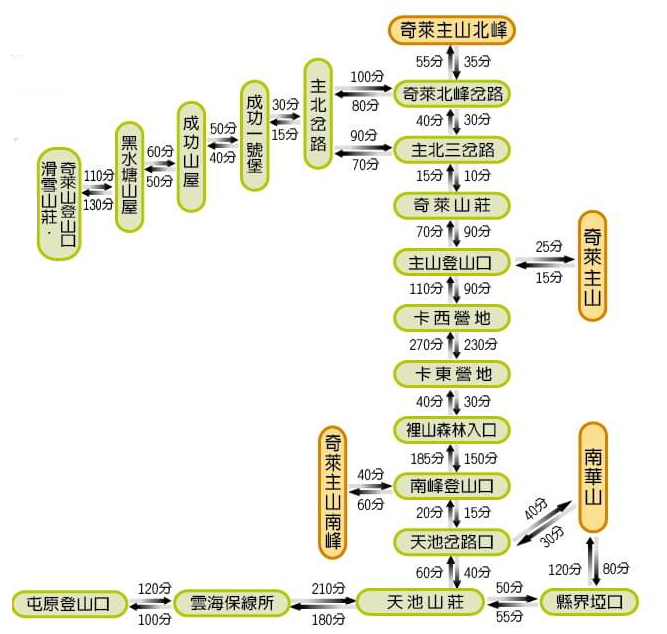 奇萊主山北峰
55分 35分
奇萊北峰岔路
40分 30分
主北三岔路
15分 10分
奇萊山莊
70分 90分
主山登山口
110分 90分
卡西營地
270分 230分
卡東營地
40分 30分
裡山森林入口
185分 150分
南峰登山口
20分 15分
天池岔路口
60分 40分
天池山莊
奇萊山登山口
滑雪山莊．
110分
130分
黑水塘山屋
60分
50分
成功山屋
50分
40分
成功一號堡
30分
15分
主北岔路
100分
80分
90分
70分
25分
15分
奇萊主山
奇萊主山南峰
40分
60分
40分
30分
南華山
120分 80分
屯原登山口
120分
100分
雲海保線所
210分
180分
50分
55分
縣界埡口